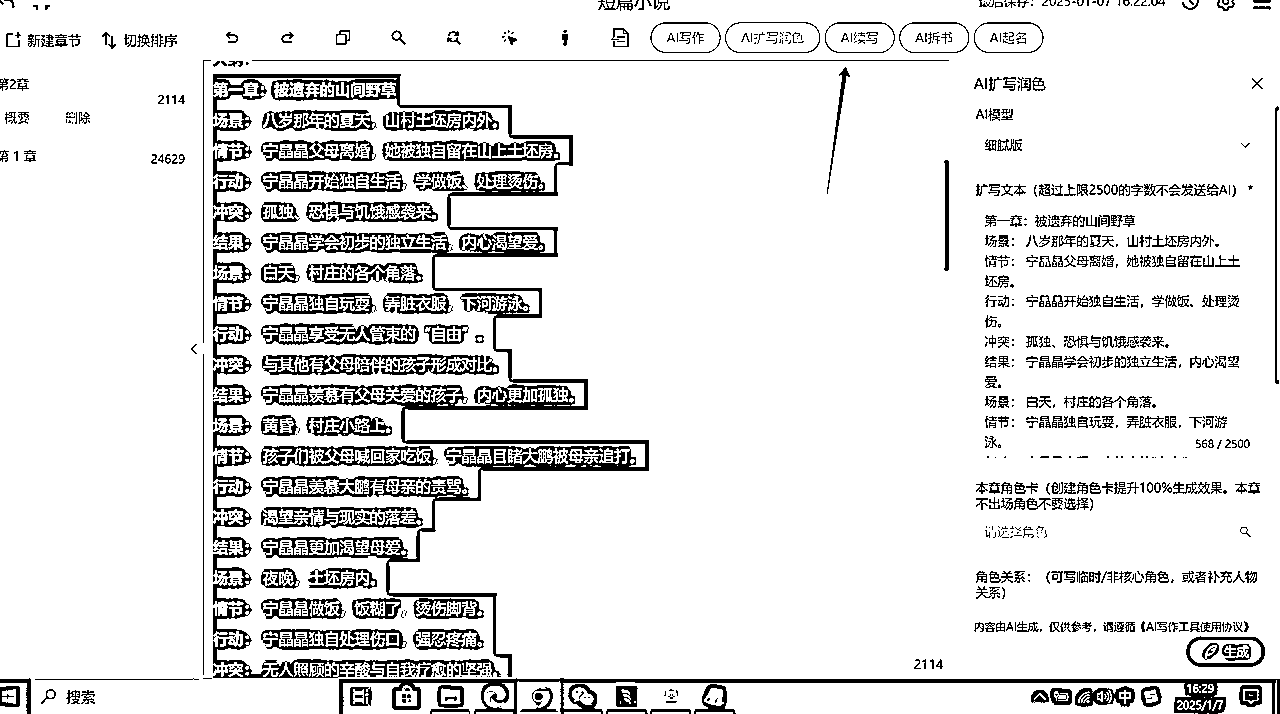 短篇小说
最后保存：2025-01-07 16:22:04
新建章节
切换排序
AI写作
AI扩写润色
AI续写
AI拆书
AI起名
第2章
2114
概要
删除
第1章
24629
大纲：
第一章：被遗弃的山间野草
场景： 八岁那年的夏天，山村土坯房内外。
情节： 宁晶晶父母离婚，她被独自留在山上土坯房。
行动： 宁晶晶开始独自生活，学做饭、处理烫伤。
冲突： 孤独、恐惧与饥饿感袭来。
结果： 宁晶晶学会初步的独立生活，内心渴望爱。
场景： 白天，村庄的各个角落。
情节： 宁晶晶独自玩耍，弄脏衣服，下河游泳。
行动： 宁晶晶享受无人管束的“自由”。
冲突： 与其他有父母陪伴的孩子形成对比。
结果： 宁晶晶羡慕有父母关爱的孩子，内心更加孤独。
场景： 黄昏，村庄小路上。
情节： 孩子们被父母喊回家吃饭，宁晶晶目睹大鹏被母亲追打。
行动： 宁晶晶羡慕大鹏有母亲的责骂。
冲突： 渴望亲情与现实的落差。
结果： 宁晶晶更加渴望母爱。
场景： 夜晚，土坯房内。
情节： 宁晶晶做饭，饭糊了，烫伤脚背。
行动： 宁晶晶独自处理伤口，强忍疼痛。
冲突： 无人照顾的辛酸与自我疗愈的坚强。
2114
AI扩写润色
AI模型
细腻版
扩写文本（超过上限2500的字数不会发送给AI） *
第一章：被遗弃的山间野草
场景： 八岁那年的夏天，山村土坯房内外。
情节： 宁晶晶父母离婚，她被独自留在山上土
坯房。
行动： 宁晶晶开始独自生活，学做饭、处理烫
伤。
冲突： 孤独、恐惧与饥饿感袭来。
结果： 宁晶晶学会初步的独立生活，内心渴望
爱。
场景： 白天，村庄的各个角落。
情节： 宁晶晶独自玩耍，弄脏衣服，下河游
泳。
568 / 2500
本章角色卡（创建角色卡提升100%生成效果。本章
不出场角色不要选择）
请选择角色
角色关系：（可写临时/非核心角色，或者补充人物
关系）
内容由AI生成，仅供参考，请遵循《AI写作工具使用协议》
生成
搜索
中
16:29
2025/1/7